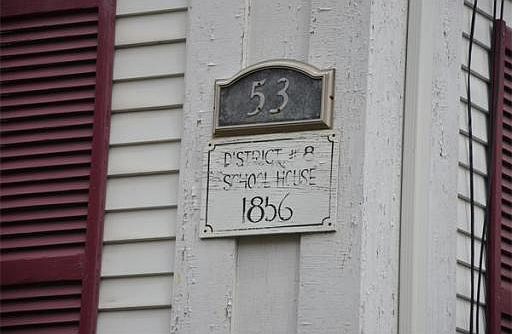 53
DISTRICT # 8
SCHOOL HOUSE
1856